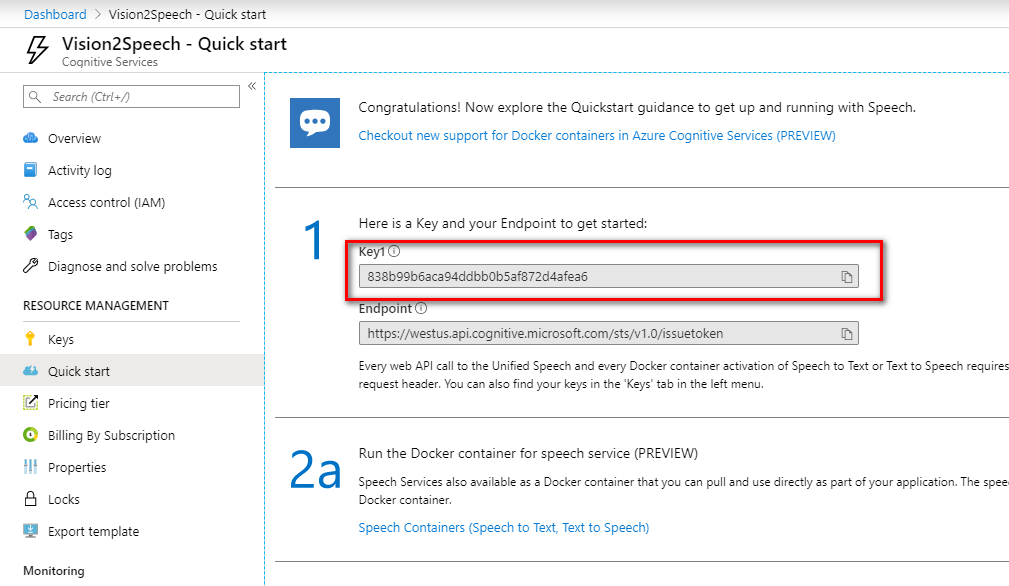 Dashboard > Vision2Speech - Quick start
Vision2Speech - Quick start
Cognitive Services
Search (Ctrl+/)
«
Overview
Activity log
Access control (IAM)
Tags
Diagnose and solve problems
RESOURCE MANAGEMENT
Keys
Quick start
Pricing tier
Billing By Subscription
Properties
Locks
Export template
Monitoring
Congratulations! Now explore the Quickstart guidance to get up and running with Speech.
Checkout new support for Docker containers in Azure Cognitive Services (PREVIEW)
1
Here is a Key and your Endpoint to get started:
Key1
838b99b6aca94ddbb0b5af872d4afea6
Endpoint
https://westus.api.cognitive.microsoft.com/sts/v1.0/issuetoken
Every web API call to the Unified Speech and every Docker container activation of Speech to Text or Text to Speech requires
request header. You can also find your keys in the 'Keys' tab in the left menu.
2a
Run the Docker container for speech service (PREVIEW)
Speech Services also available as a Docker container that you can pull and use directly as part of your application. The spee
Docker container.
Speech Containers (Speech to Text, Text to Speech)